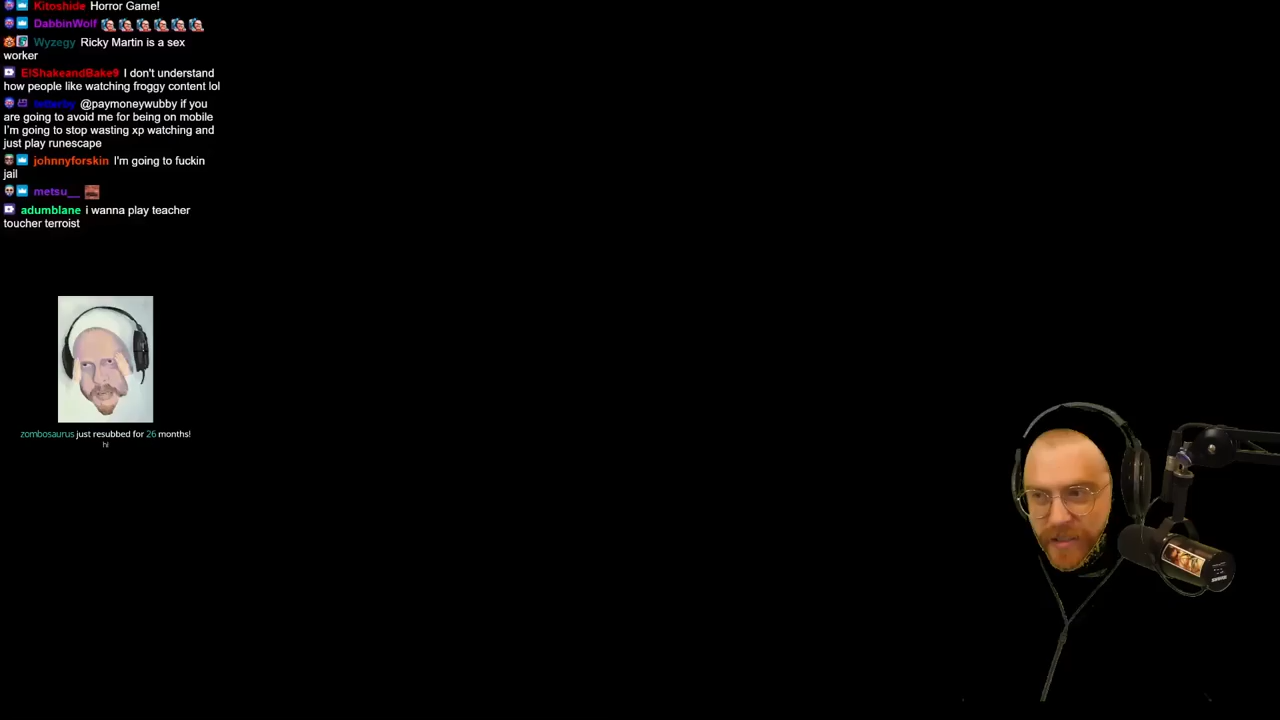 Kitoshide Horror Game!
DabbinWolf
Wyzegy Ricky Martin is a sex
worker
ElShakeandBake9 I don't understand
how people like watching froggy content lol
@paymoneywubby if you
are going to avoid me for being on mobile
I'm going to stop wasting xp watching and
just play runescape
johnnyforskin I'm going to fuckin
jail
metsu__
adumblane i wanna play teacher
toucher terroist
zombosaurus just resubbed for 26 months!
hi
SHURE